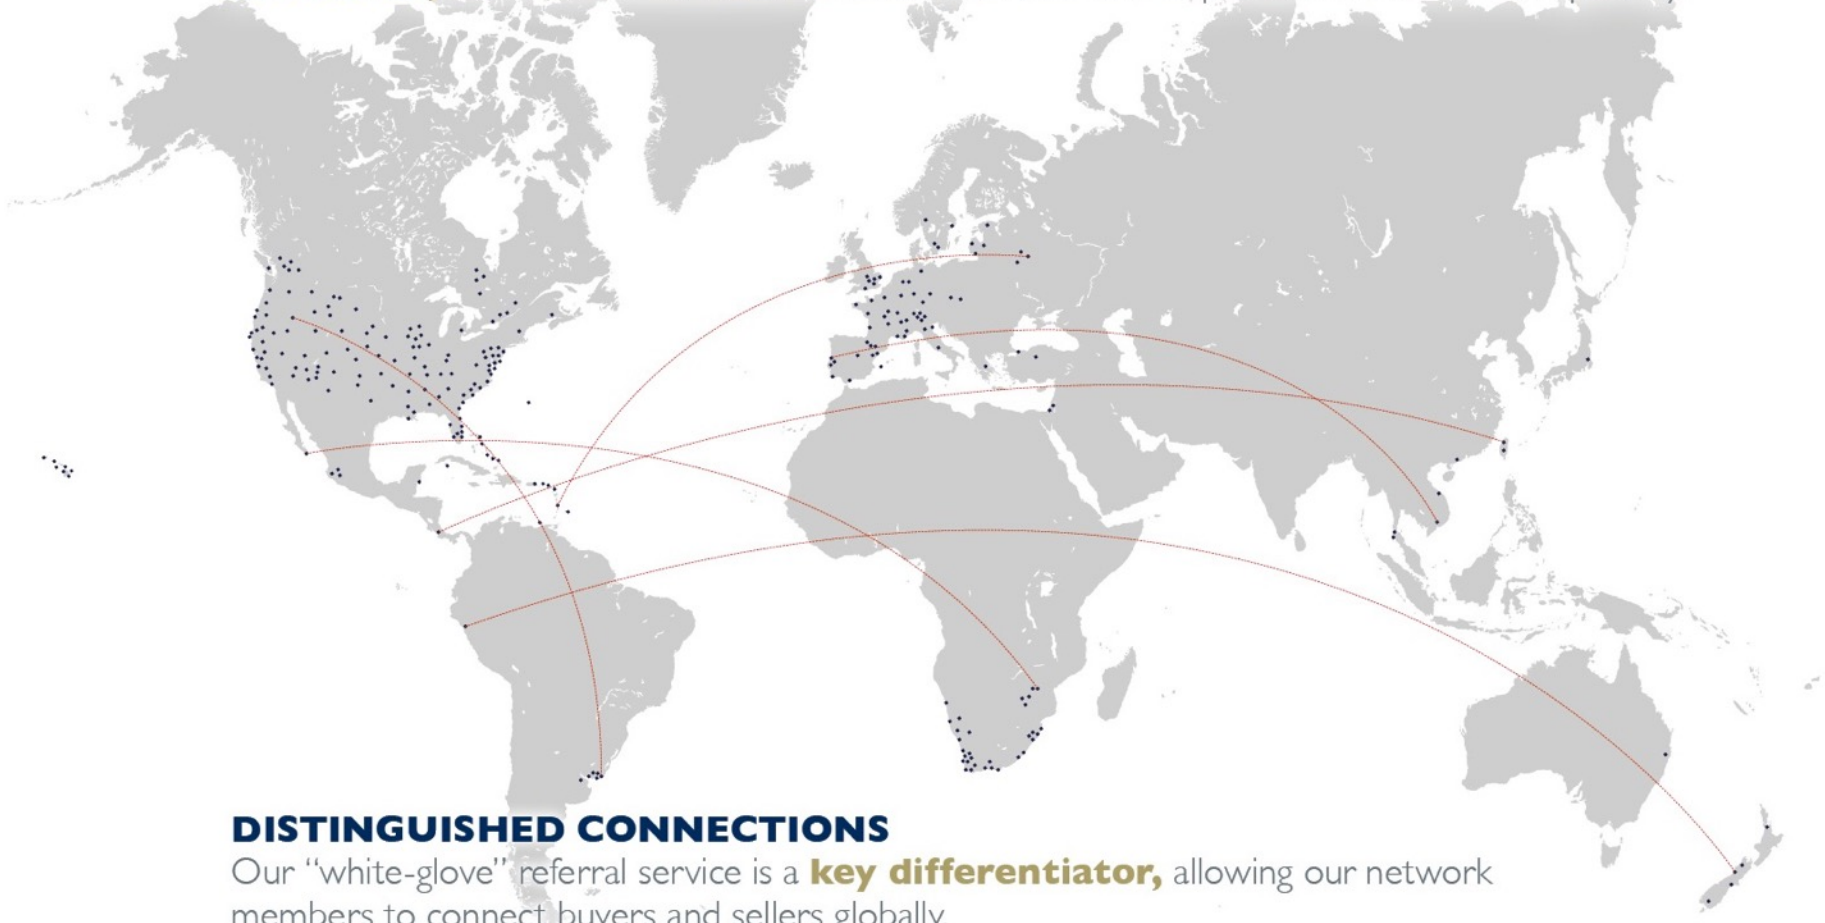 DISTINGUISHED CONNECTIONS
Our “white-glove” referral service is a key differentiator, allowing our network
members to connect buyers and sellers globally